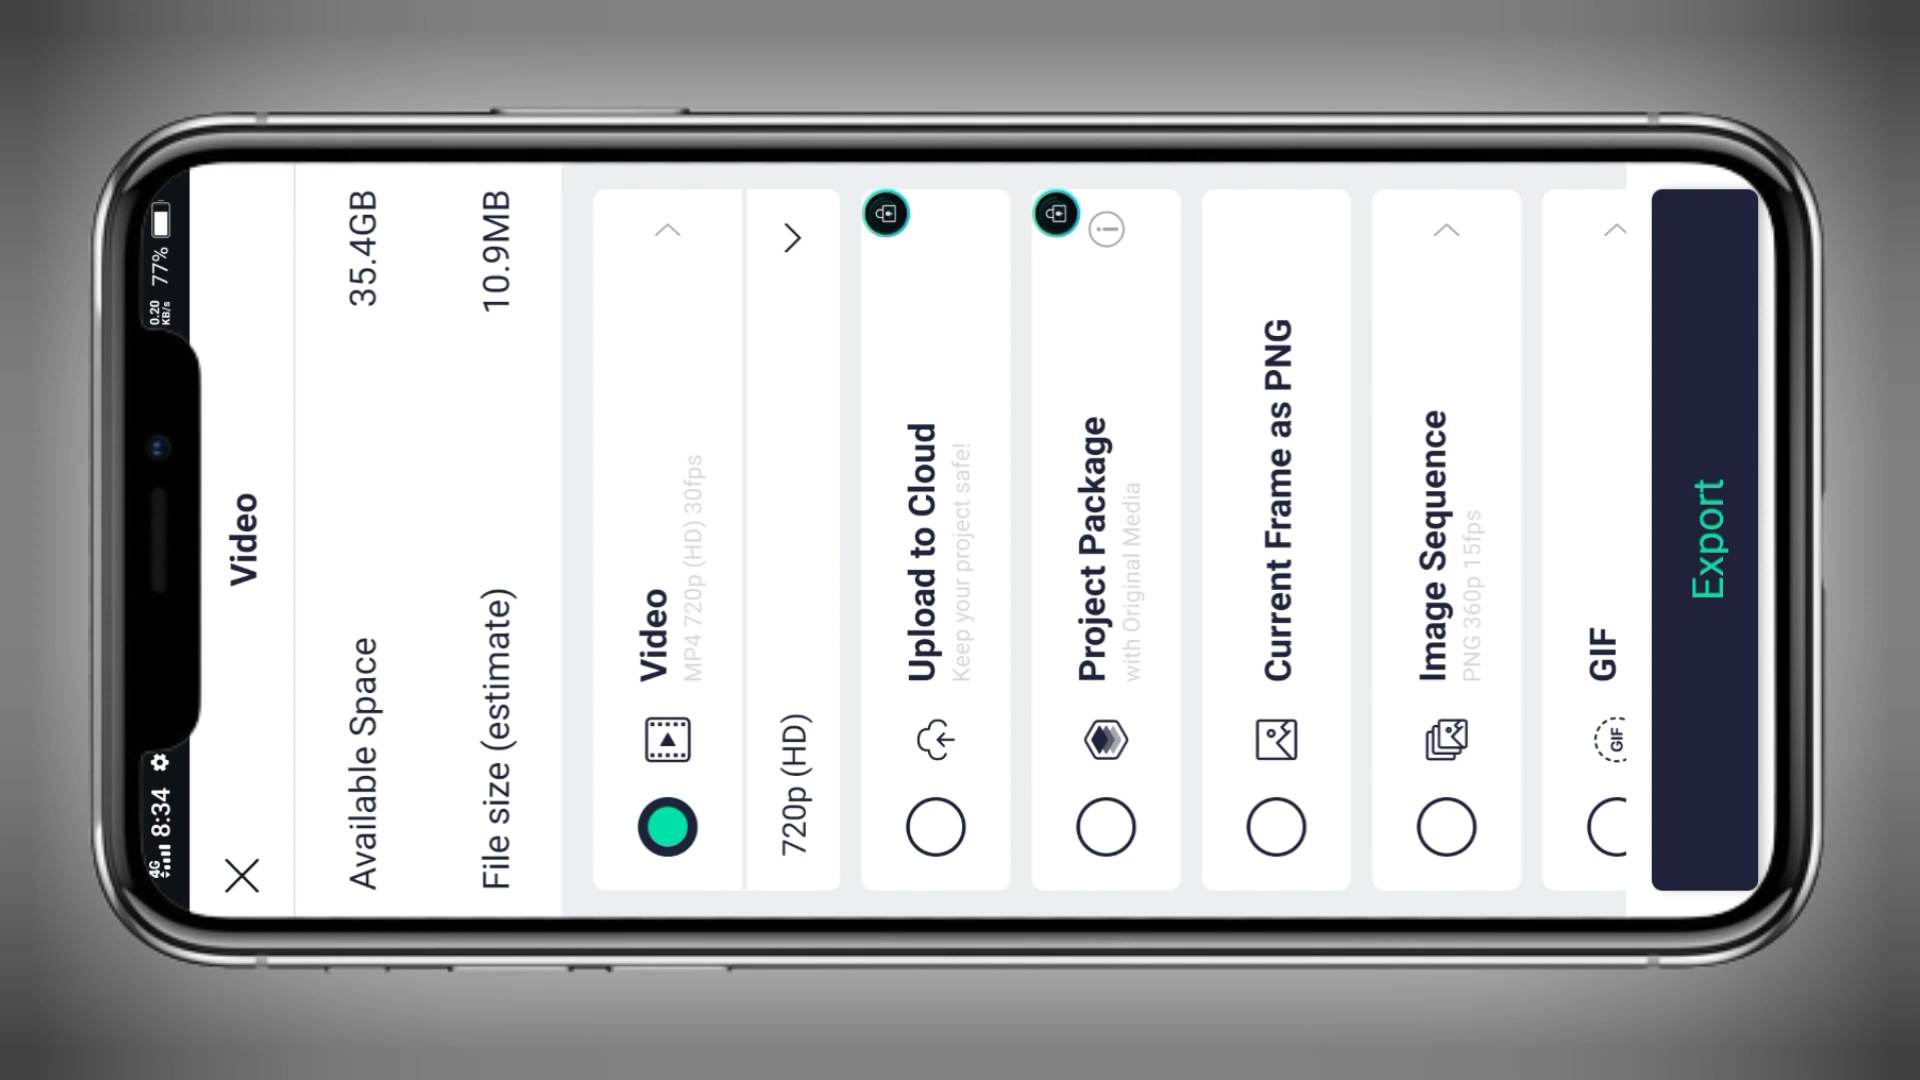 4G 8:34 0.20 KB/s 77%
Video
Available Space 35.4GB
File size (estimate) 10.9MB
Video
MP4 720p (HD) 30fps
720p (HD)
Upload to Cloud
Keep your project safe!
Project Package
with Original Media
Current Frame as PNG
Image Sequence
PNG 360p 15fps
GIF
GIF
Export